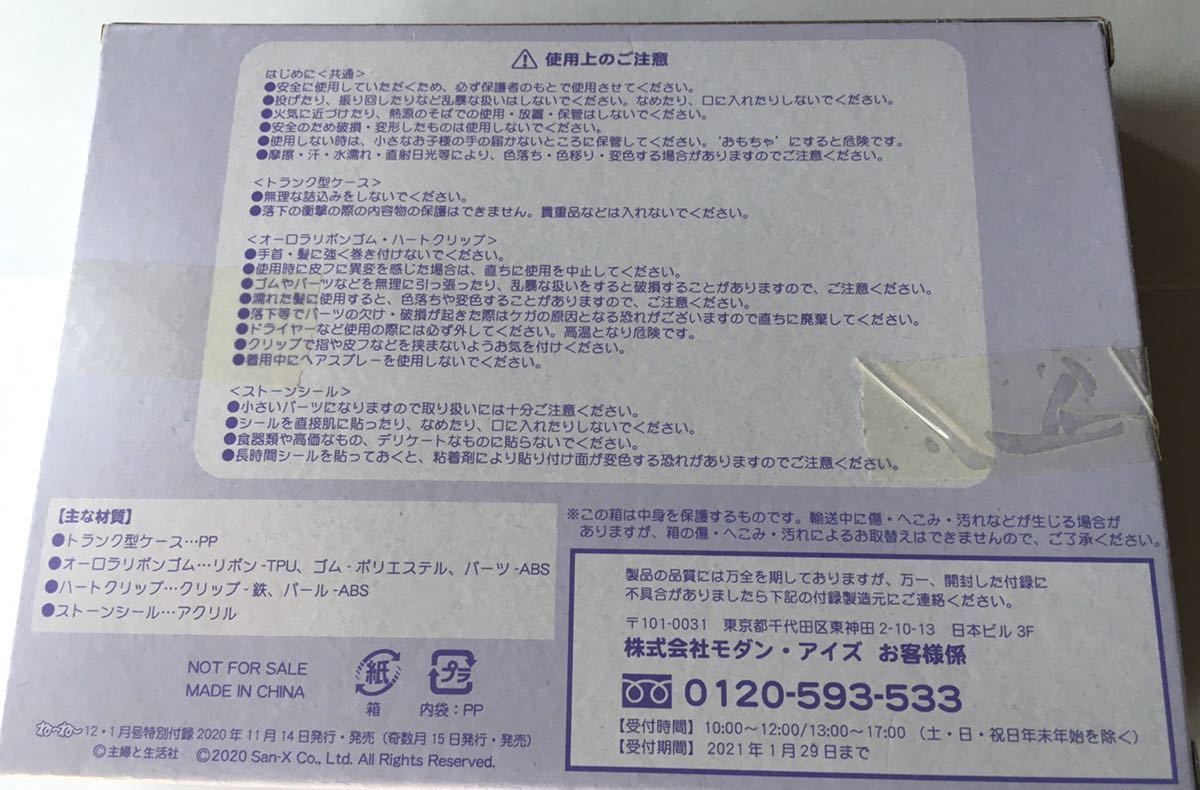 ⚠ 使用上のご注意
はじめに<共通>
●安全に使用していただくため、必ず保護者のもとで使用させてください。
●投げたり、振り回したりなど乱暴な扱いはしないでください。なめたり、口に入れたりしないでください。
●火気に近づけたり、熱源のそばでの使用・放置・保管はしないでください。
●安全のため破損・変形したものは使用しないでください。
●使用しない時は、小さなお子様の手の届かないところに保管してください。'おもちゃ'にすると危険です。
●摩擦・汗・水濡れ・直射日光等により、色落ち・色移り・変色する場合がありますのでご注意ください。
<トランク型ケース>
●無理な詰込みをしないでください。
●落下の衝撃の際の内容物の保護はできません。貴重品などは入れないでください。
<オーロラリボンゴム・ハートクリップ>
●手首・髪に強く巻き付けないでください。
●使用時に皮フに異変を感じた場合は、直ちに使用を中止してください。
●ゴムやパーツなどを無理に引っ張ったり、乱暴な扱いをすると破損することがありますので、ご注意ください。
●濡れた髪に使用すると、色落ちや変色することがありますので、ご注意ください。
●落下等でパーツの欠け・破損が起きた際はケガの原因となる恐れがございますので直ちに廃棄してください。
●ドライヤーなど使用の際には必ず外してください。高温となり危険です。
●クリップで指や皮フなどを挟まないようお気を付けください。
●着用中にヘアスプレーを使用しないでください。
<ストーンシール>
●小さいパーツになりますので取り扱いには十分ご注意ください。
●シールを直接肌に貼ったり、なめたり、口に入れたりしないでください。
●食器類や高価なもの、デリケートなものに貼らないでください。
●長時間シールを貼っておくと、粘着剤により貼り付け面が変色する恐れがありますのでご注意ください。
【主な材質】
●トランク型ケース…PP
●オーロラリボンゴム…リボン-TPU、ゴム-ポリエステル、パーツ-ABS
●ハートクリップ…クリップ-鉄、パール-ABS
●ストーンシール…アクリル
NOT FOR SALE
MADE IN CHINA
紙
箱
プラ
内袋：PP
ねーねー12・1月号特別付録 2020年11月14日発行・発売（奇数月15日発行・発売）
©主婦と生活社 ©2020 San-X Co., Ltd. All Rights Reserved.
※この箱は中身を保護するものです。輸送中に傷・へこみ・汚れなどが生じる場合が
ありますが、箱の傷・へこみ・汚れによるお取替えはできませんので、ご了承ください。
製品の品質には万全を期しておりますが、万一、開封した付録に
不具合がありましたら下記の付録製造元にご連絡ください。
〒101-0031 東京都千代田区東神田2-10-13 日本ビル3F
株式会社モダン・アイズ お客様係
0120-593-533
【受付時間】10:00〜12:00/13:00〜17:00（土・日・祝日年末年始を除く）
【受付期間】2021年1月29日まで